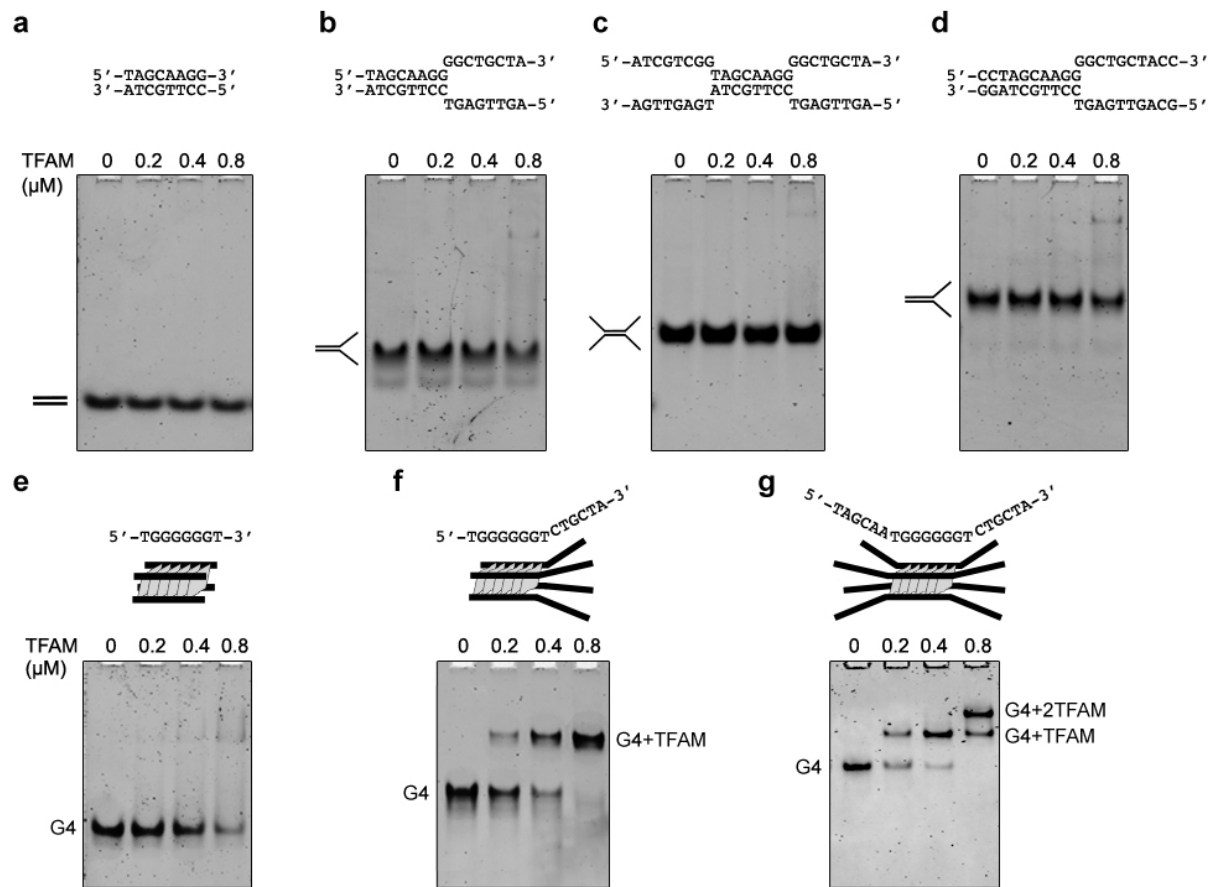 a
5′-TAGCAAGG-3′
3′-ATCGTTCC-5′
TFAM (µM) 0 0.2 0.4 0.8
b
GGCTGCTA-3′
5′-TAGCAAGG
3′-ATCGTTCC
TGAGTTGA-5′
0 0.2 0.4 0.8
c
5′-ATCGTCGG GGCTGCTA-3′
TAGCAAGG
ATCGTTCC
3′-AGTTGAGT TGAGTTGA-5′
0 0.2 0.4 0.8
d
GGCTGCTACC-3′
5′-CCTAGCAAGG
3′-GGATCGTTCC
TGAGTTGACG-5′
0 0.2 0.4 0.8
e
5′-TGGGGGGT-3′
TFAM (µM) 0 0.2 0.4 0.8
G4
f
5′-TGGGGGGTCTGCTA-3′
0 0.2 0.4 0.8
G4+TFAM
G4
g
5′-TAGCAATGGGGGGTCTGCTA-3′
0 0.2 0.4 0.8
G4+2TFAM
G4+TFAM
G4